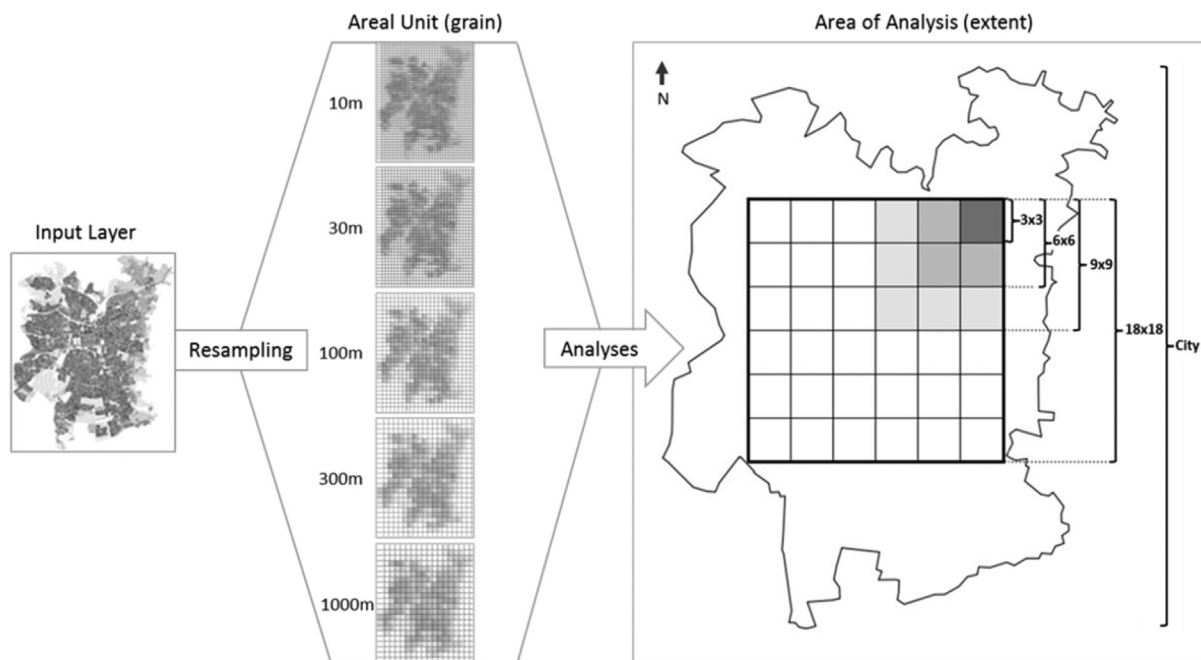 Areal Unit (grain)
Area of Analysis (extent)
10m
30m
100m
300m
1000m
Input Layer
Resampling
Analyses
N
3x3
6x6
9x9
18x18
City